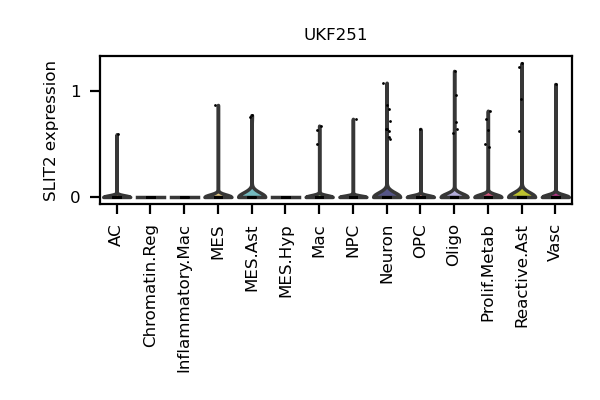 UKF251
SLIT2 expression
1
0
AC
Chromatin.Reg
Inflammatory.Mac
MES
MES.Ast
MES.Hyp
Mac
NPC
Neuron
OPC
Oligo
Prolif.Metab
Reactive.Ast
Vasc